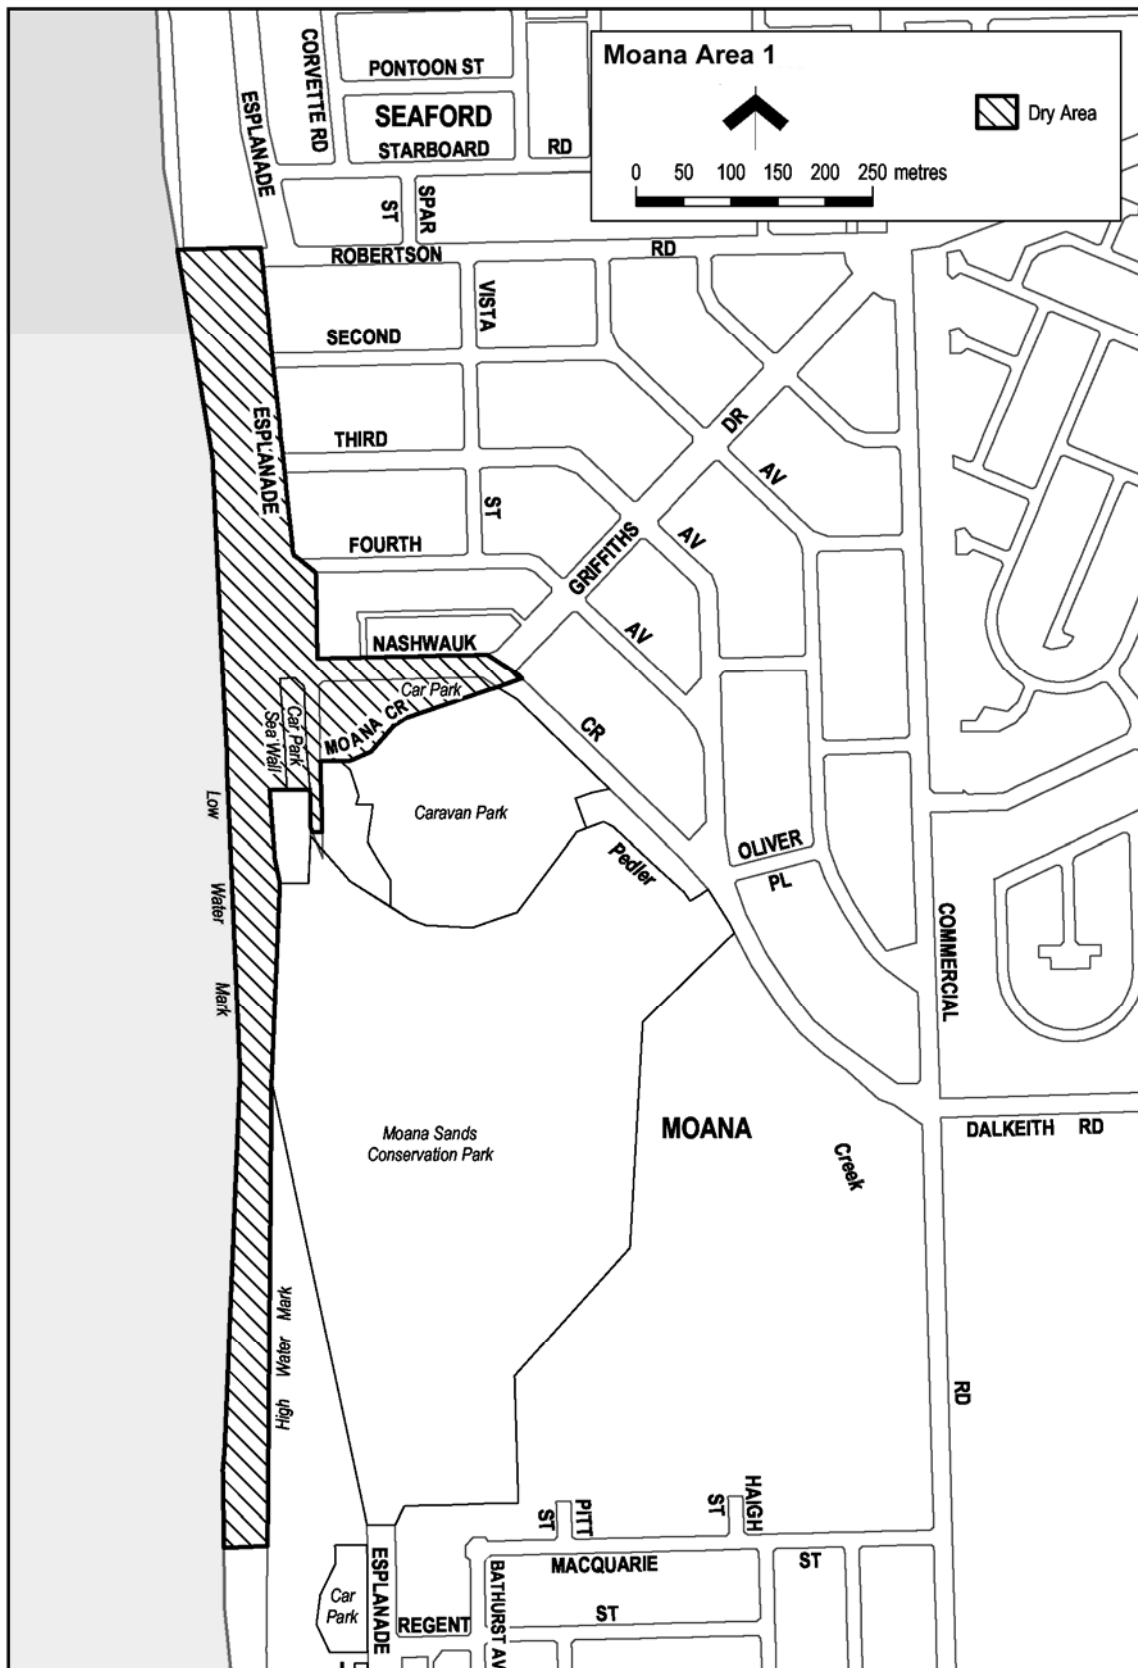 Moana Area 1
Dry Area
0 50 100 150 200 250 metres
CORVETTE RD
PONTOON ST
ESPLANADE
SEAFORD
STARBOARD RD
SPAR ST
ROBERTSON RD
VISTA ST
SECOND
THIRD
ESPLANADE
FOURTH
GRIFFITHS DR
AV
AV
AV
NASHWAUK CR
Car Park
MOANA CR
Car Park
Sea Wall
Low Water Mark
Caravan Park
Pedler Creek
OLIVER PL
COMMERCIAL RD
Moana Sands
Conservation Park
MOANA
DALKEITH RD
High Water Mark
PITT ST
HAIGH ST
MACQUARIE ST
ESPLANADE
Car
Park
BATHURST AV
REGENT ST